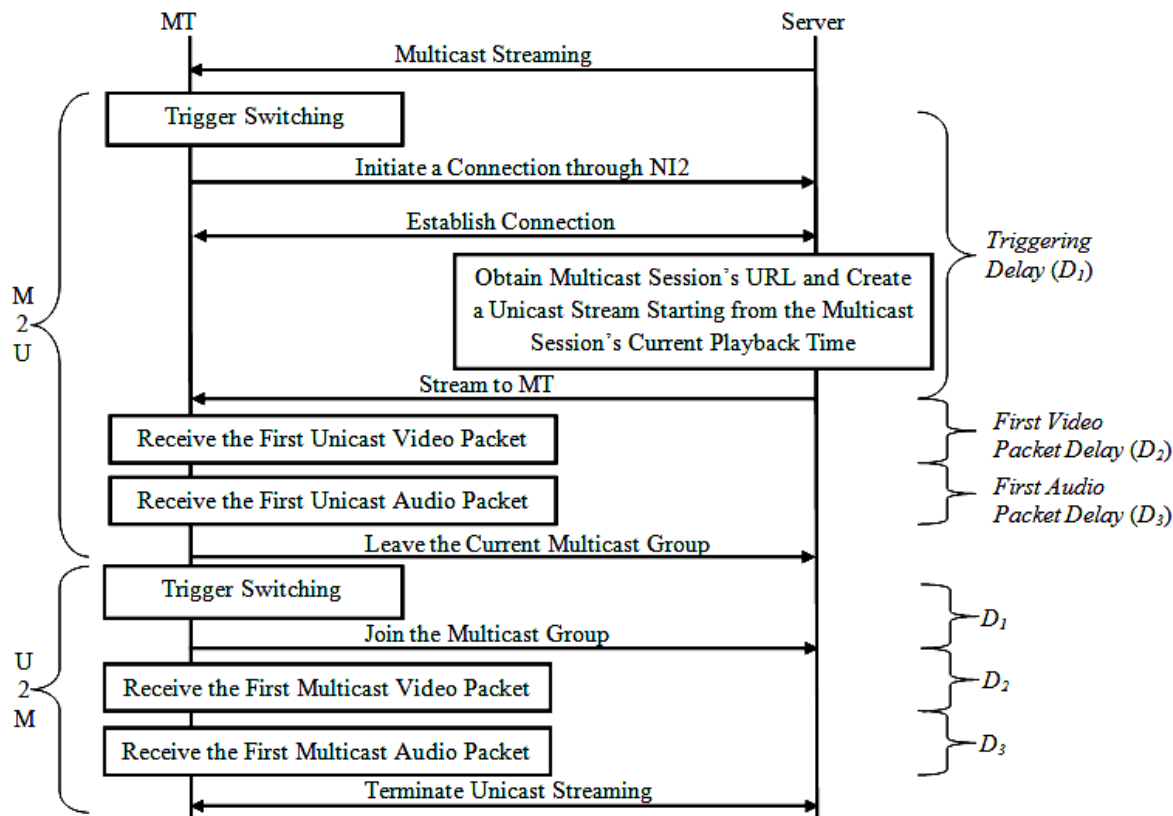 MT
Server
Multicast Streaming
Trigger Switching
Initiate a Connection through NI2
Establish Connection
Triggering
Delay (D1)
Obtain Multicast Session's URL and Create
a Unicast Stream Starting from the Multicast
Session's Current Playback Time
M
2
U
Stream to MT
Receive the First Unicast Video Packet
First Video
Packet Delay (D2)
Receive the First Unicast Audio Packet
First Audio
Packet Delay (D3)
Leave the Current Multicast Group
Trigger Switching
D1
Join the Multicast Group
U
2
M
Receive the First Multicast Video Packet
D2
Receive the First Multicast Audio Packet
D3
Terminate Unicast Streaming